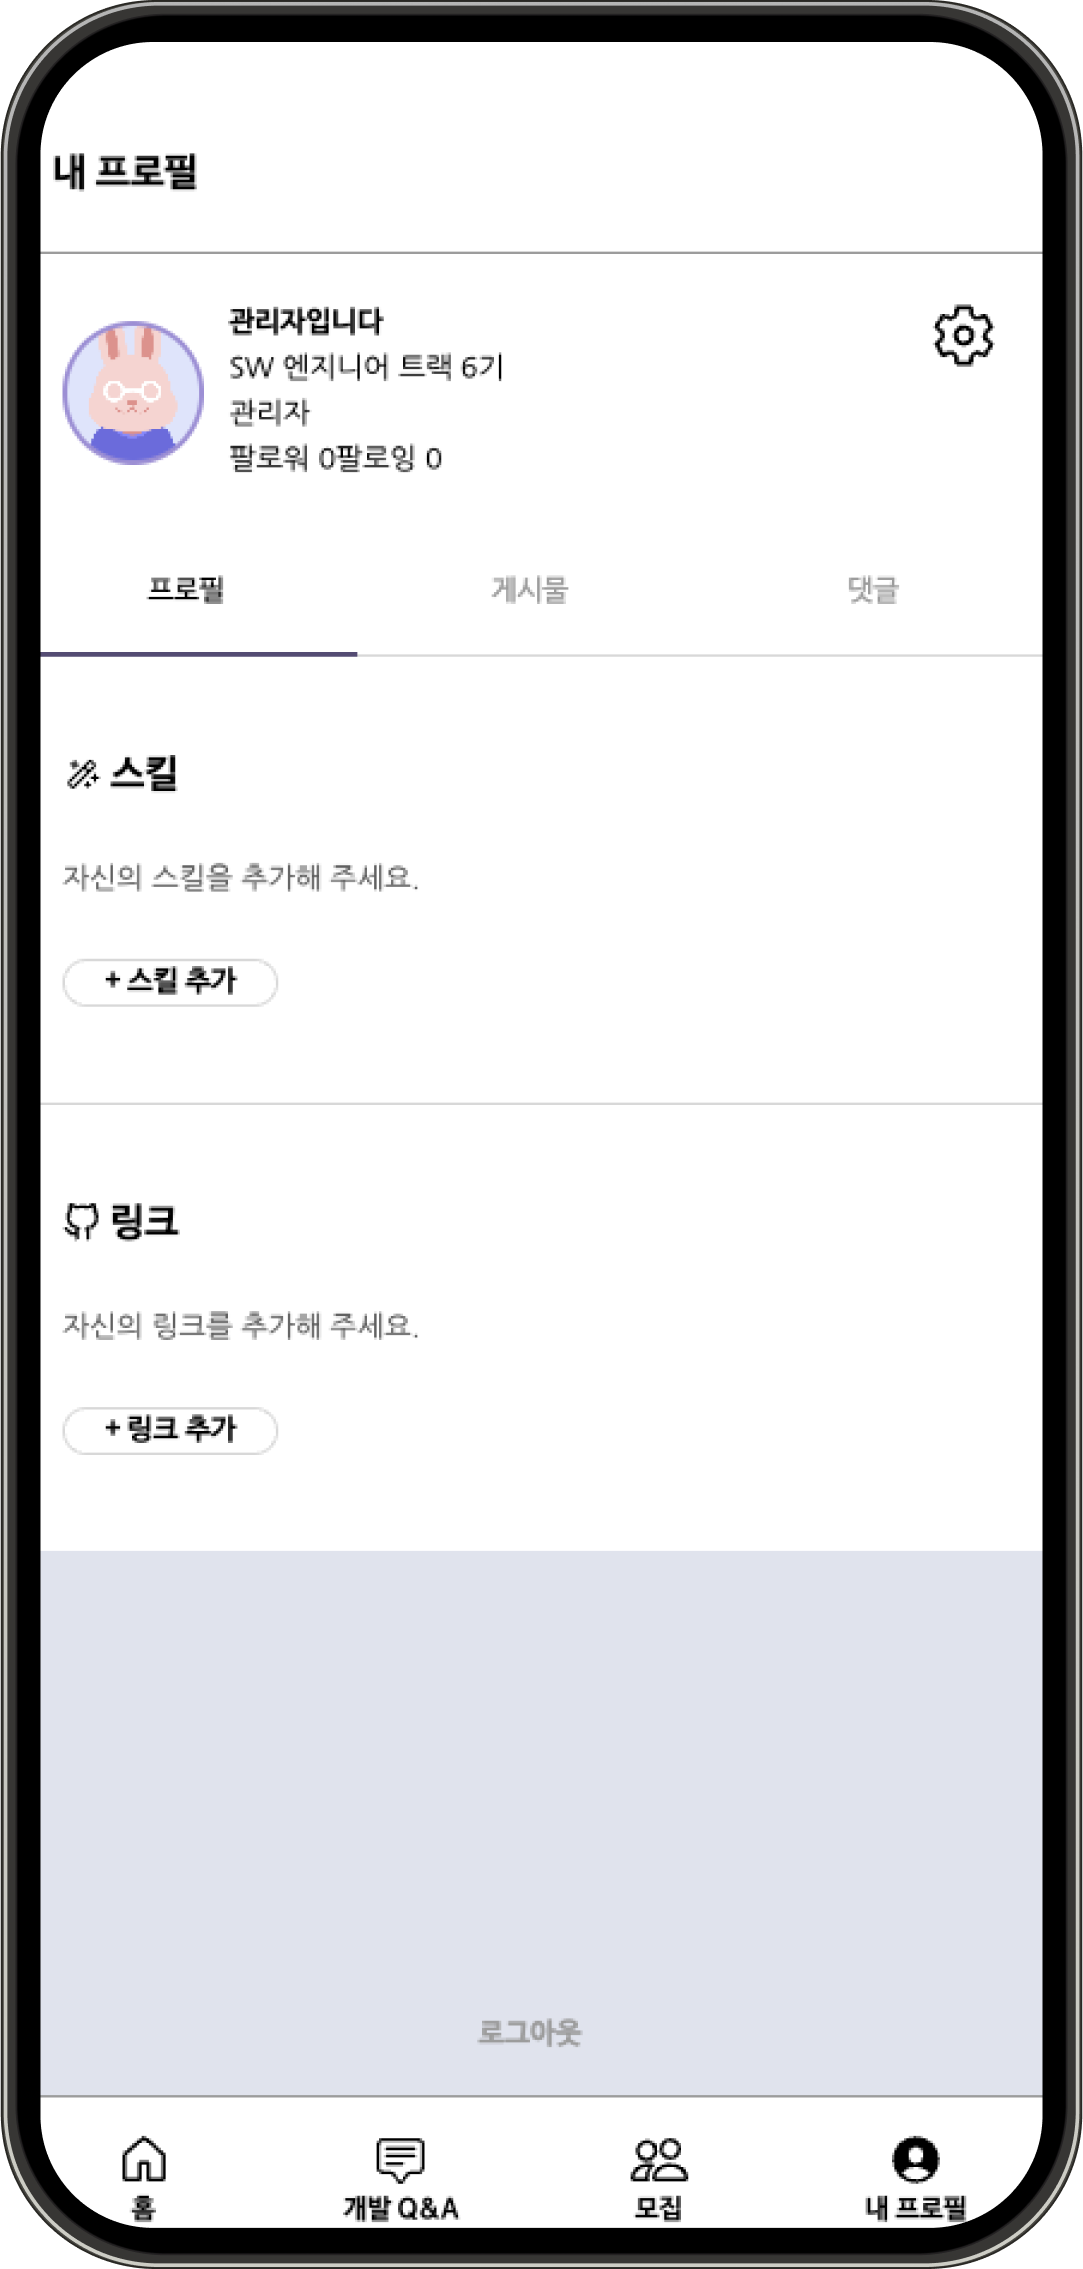 내 프로필
관리자입니다
SW 엔지니어 트랙 6기
관리자
팔로워 0팔로잉 0
프로필 게시물 댓글
스킬
자신의 스킬을 추가해 주세요.
+ 스킬 추가
링크
자신의 링크를 추가해 주세요.
+ 링크 추가
로그아웃
홈 개발 Q&A 모집 내 프로필